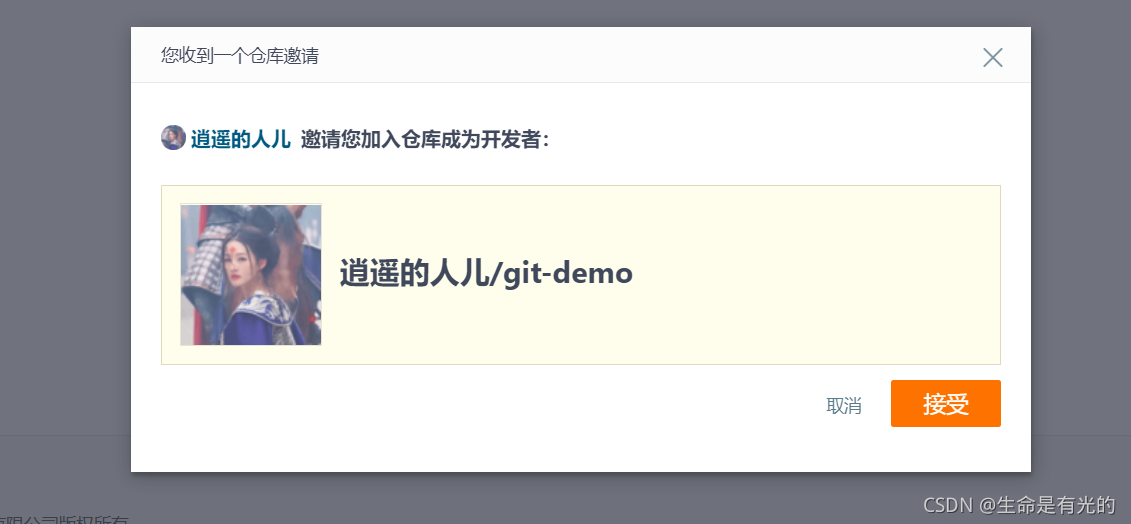 您收到一个仓库邀请
逍遥的人儿 邀请您加入仓库成为开发者：
逍遥的人儿/git-demo
取消 接受
有限公司版权所有
CSDN @生命是有光的